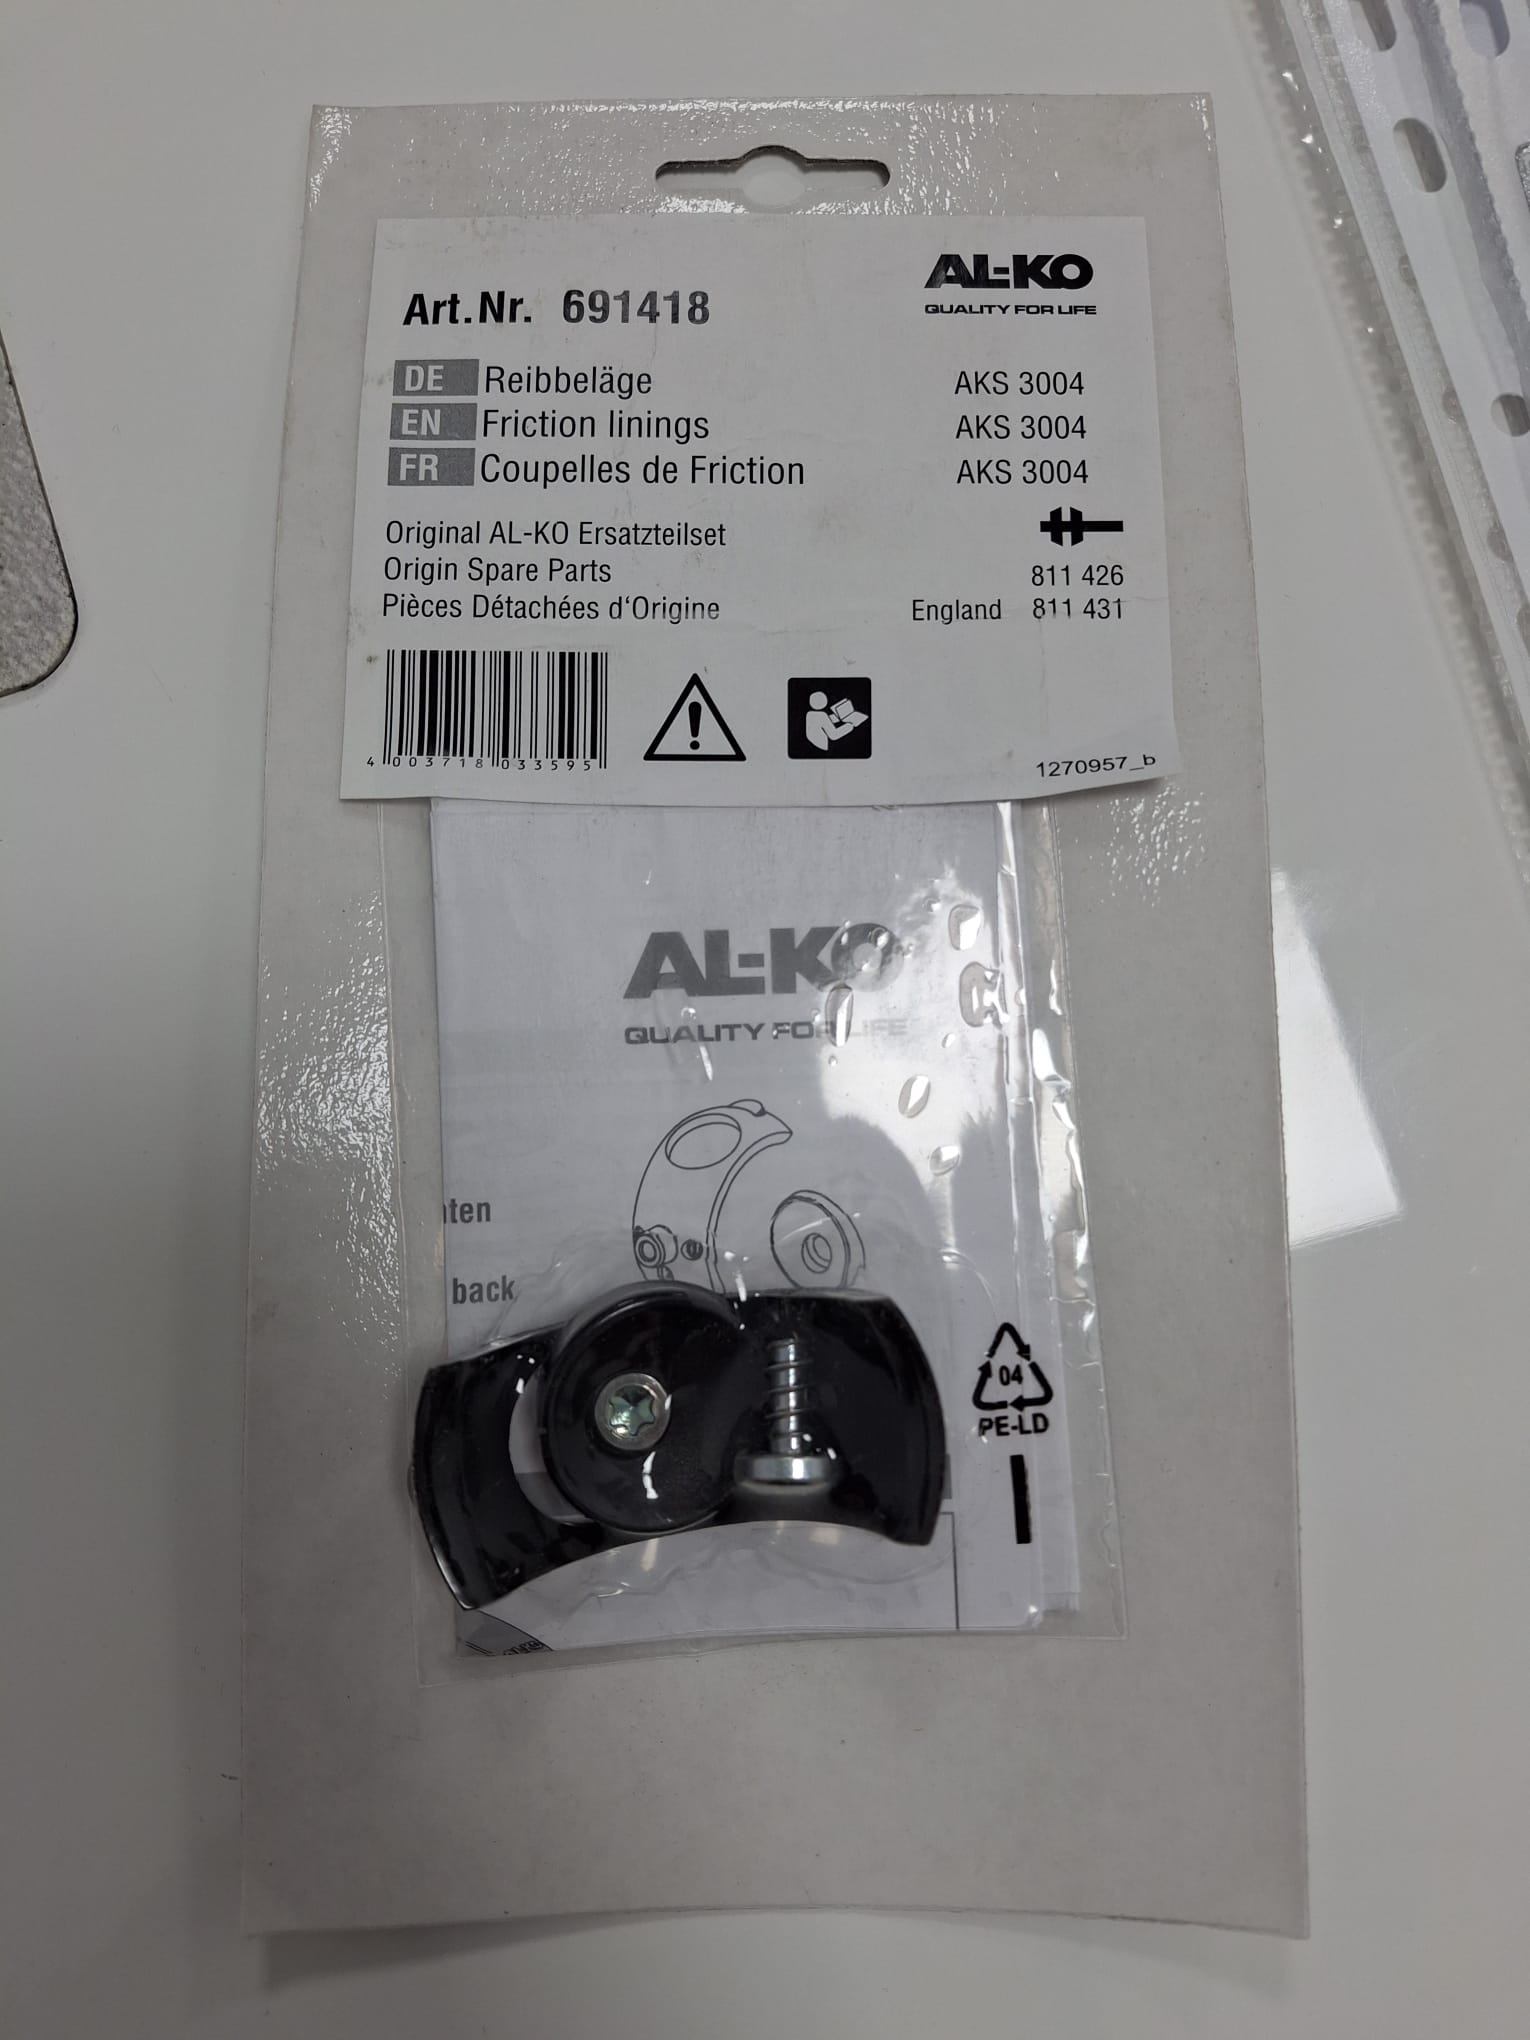 AL-KO
QUALITY FOR LIFE
Art.Nr. 691418
DE Reibbeläge AKS 3004
EN Friction linings AKS 3004
FR Coupelles de Friction AKS 3004
Original AL-KO Ersatzteilset
Origin Spare Parts 811 426
Pièces Détachées d'Origine England 811 431
4 003718 033595
1270957_b
AL-KO
QUALITY FOR LIFE
back
04
PE-LD